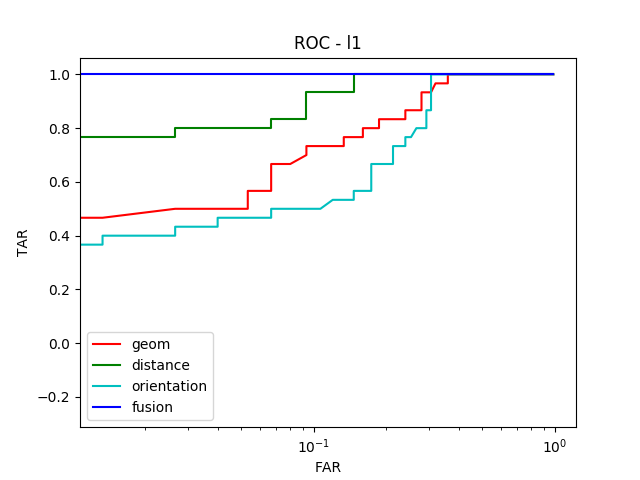 ROC - l1
TAR
1.0
0.8
0.6
0.4
0.2
0.0
−0.2
geom
distance
orientation
fusion
10⁻¹
10⁰
FAR